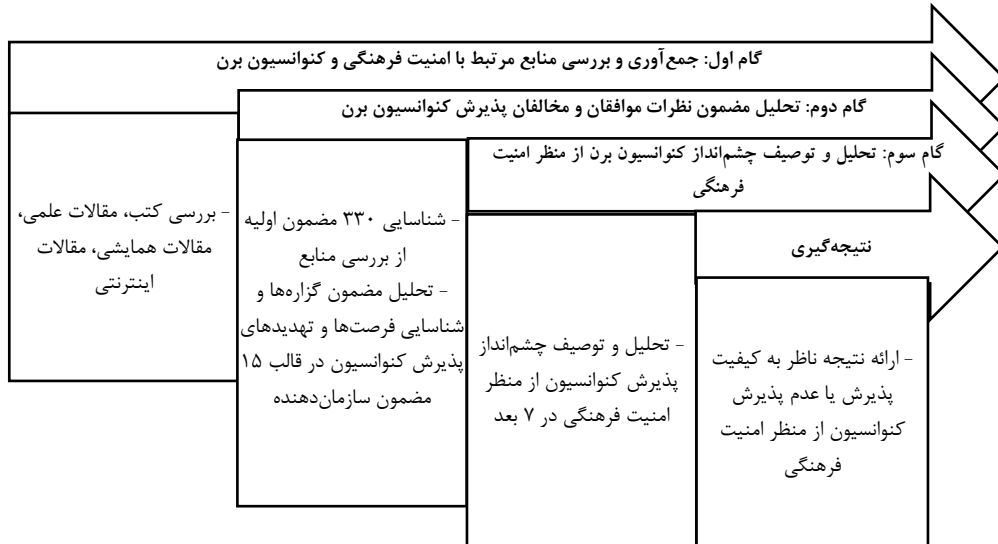 گام اول: جمع‌آوری و بررسی منابع مرتبط با امنیت فرهنگی و کنوانسیون برن
گام دوم: تحلیل مضمون نظرات موافقان و مخالفان پذیرش کنوانسیون برن
گام سوم: تحلیل و توصیف چشم‌انداز کنوانسیون برن از منظر امنیت
فرهنگی
نتیجه‌گیری
- بررسی کتب، مقالات علمی،
مقالات همایشی، مقالات
اینترنتی
- شناسایی ۳۳۰ مضمون اولیه
از بررسی منابع
- تحلیل مضمون گزاره‌ها و
شناسایی فرصت‌ها و تهدیدهای
پذیرش کنوانسیون در قالب ۱۵
مضمون سازمان‌دهنده
- تحلیل و توصیف چشم‌انداز
پذیرش کنوانسیون از منظر
امنیت فرهنگی در ۷ بعد
- ارائه نتیجه ناظر به کیفیت
پذیرش یا عدم پذیرش
کنوانسیون از منظر امنیت
فرهنگی